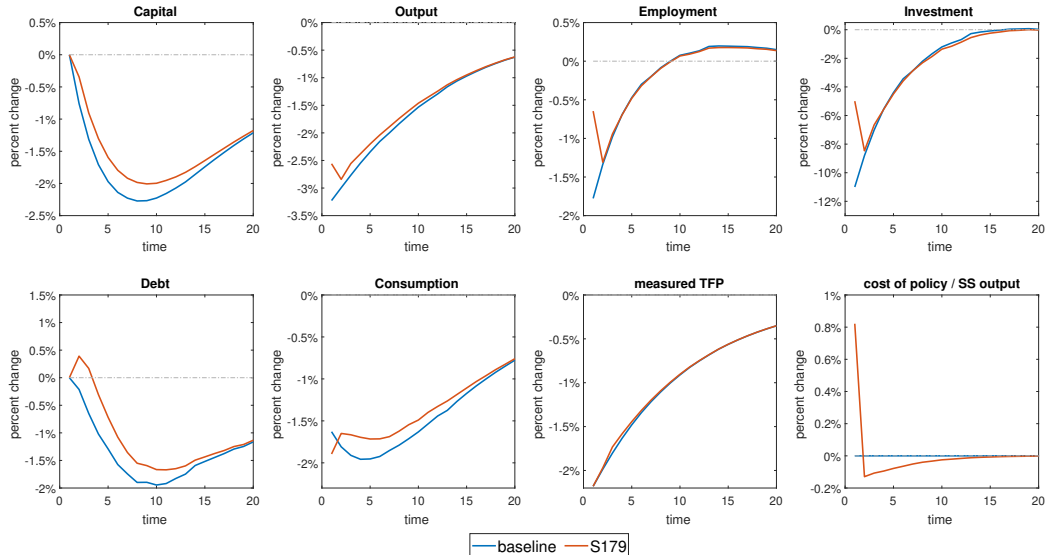 Capital
Output
Employment
Investment
0.5%
0%
-0.5%
-1%
-1.5%
-2%
-2.5%
percent change
0 5 10 15 20
time
0%
-0.5%
-1%
-1.5%
-2%
-2.5%
-3%
-3.5%
percent change
0 5 10 15 20
time
0.5%
0%
-0.5%
-1%
-1.5%
-2%
percent change
0 5 10 15 20
time
0%
-2%
-4%
-6%
-8%
-10%
-12%
percent change
0 5 10 15 20
time
Debt
Consumption
measured TFP
cost of policy / SS output
1.5%
1%
0.5%
0%
-0.5%
-1%
-1.5%
-2%
percent change
0 5 10 15 20
time
0%
-0.5%
-1%
-1.5%
-2%
percent change
0 5 10 15 20
time
0%
-0.5%
-1%
-1.5%
-2%
percent change
0 5 10 15 20
time
1%
0.8%
0.6%
0.4%
0.2%
0%
-0.2%
percent change
0 5 10 15 20
time
baseline S179